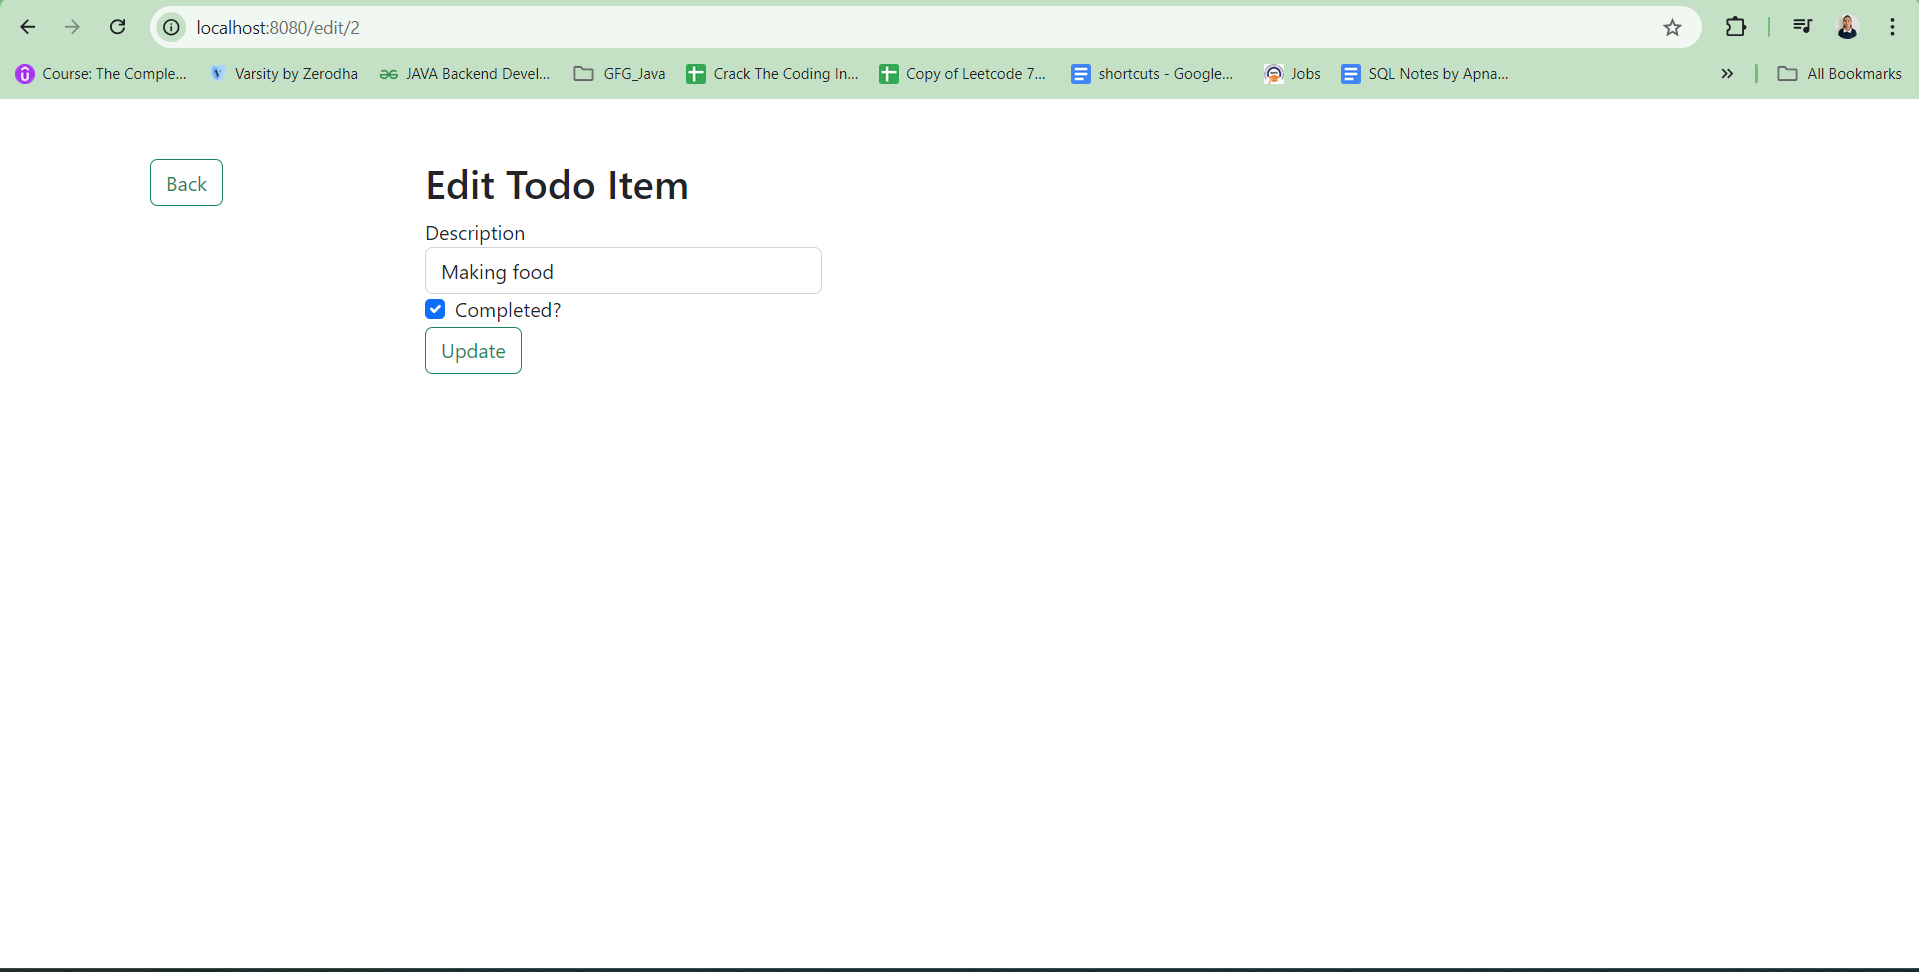 localhost:8080/edit/2
Course: The Comple... Varsity by Zerodha JAVA Backend Devel... GFG_Java Crack The Coding In... Copy of Leetcode 7... shortcuts - Google... Jobs SQL Notes by Apna... All Bookmarks
Back
Edit Todo Item
Description
Making food
Completed?
Update